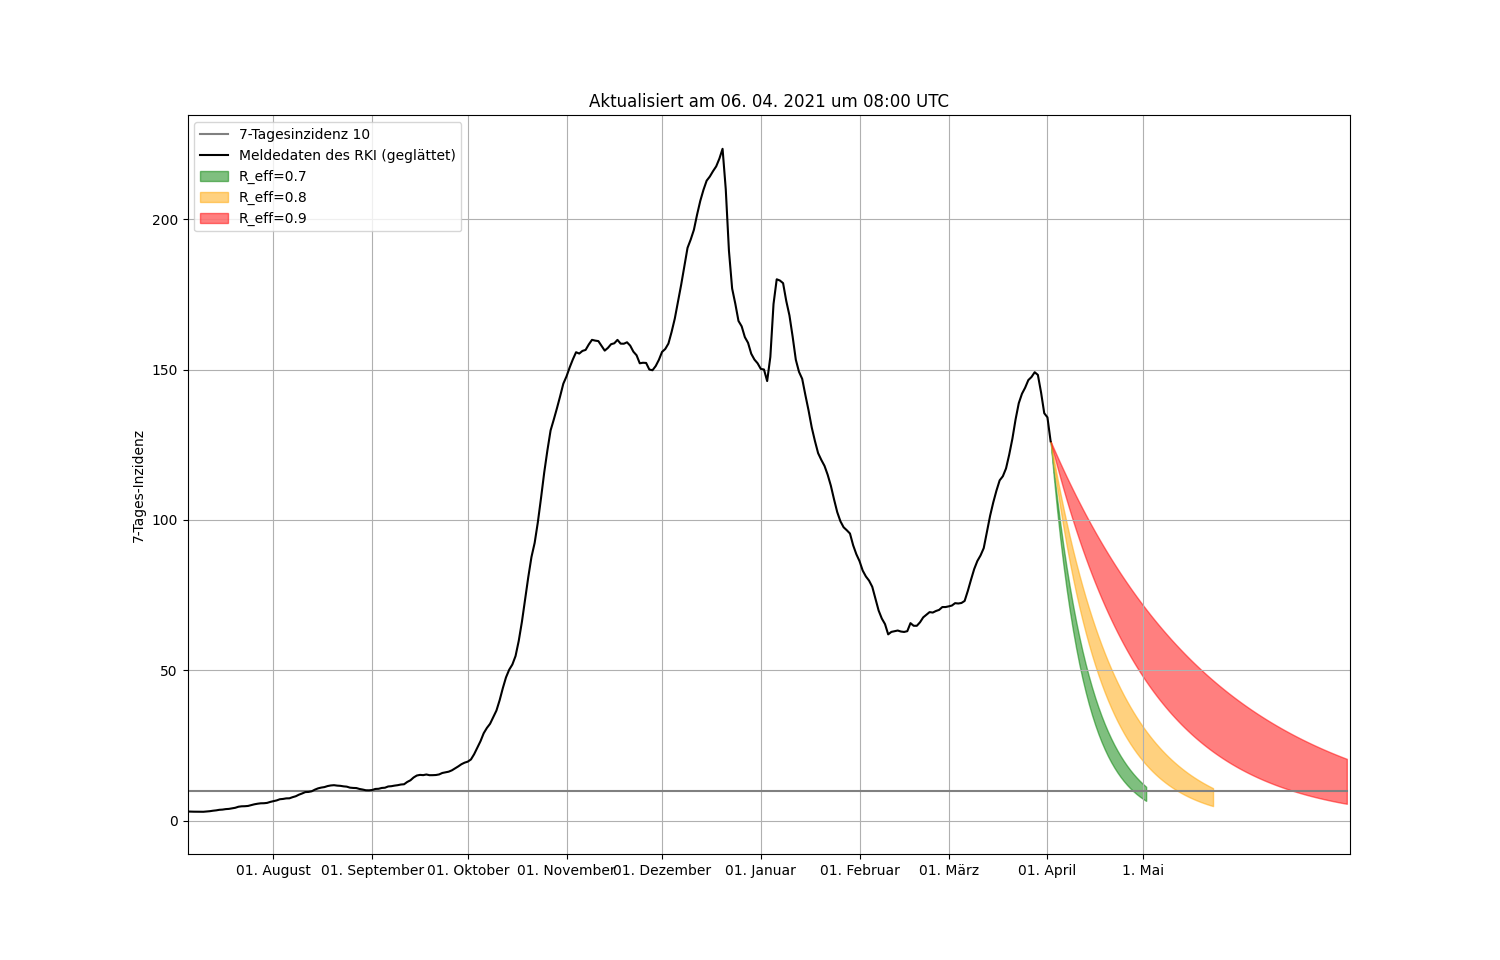 Aktualisiert am 06. 04. 2021 um 08:00 UTC
7-Tagesinzidenz 10
Meldedaten des RKI (geglättet)
R_eff=0.7
R_eff=0.8
R_eff=0.9
7-Tages-Inzidenz
200
150
100
50
0
01. August 01. September 01. Oktober 01. November 01. Dezember 01. Januar 01. Februar 01. März 01. April 1. Mai